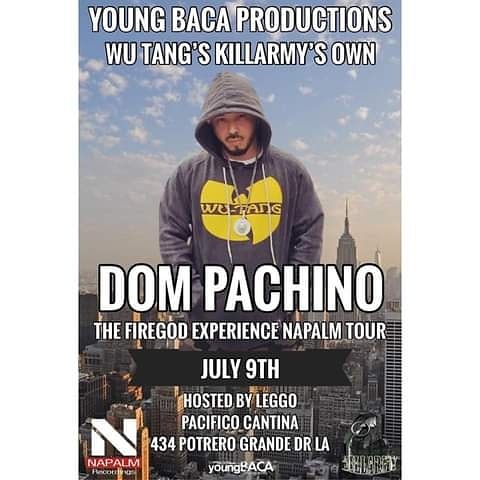 YOUNG BACA PRODUCTIONS
WU TANG'S KILLARMY'S OWN
WU-TANG
DOM PACHINO
THE FIREGOD EXPERIENCE NAPALM TOUR
JULY 9TH
HOSTED BY LEGGO
PACIFICO CANTINA
434 POTRERO GRANDE DR LA
N
NAPALM
Recordings
youngBACA
KILLARMY